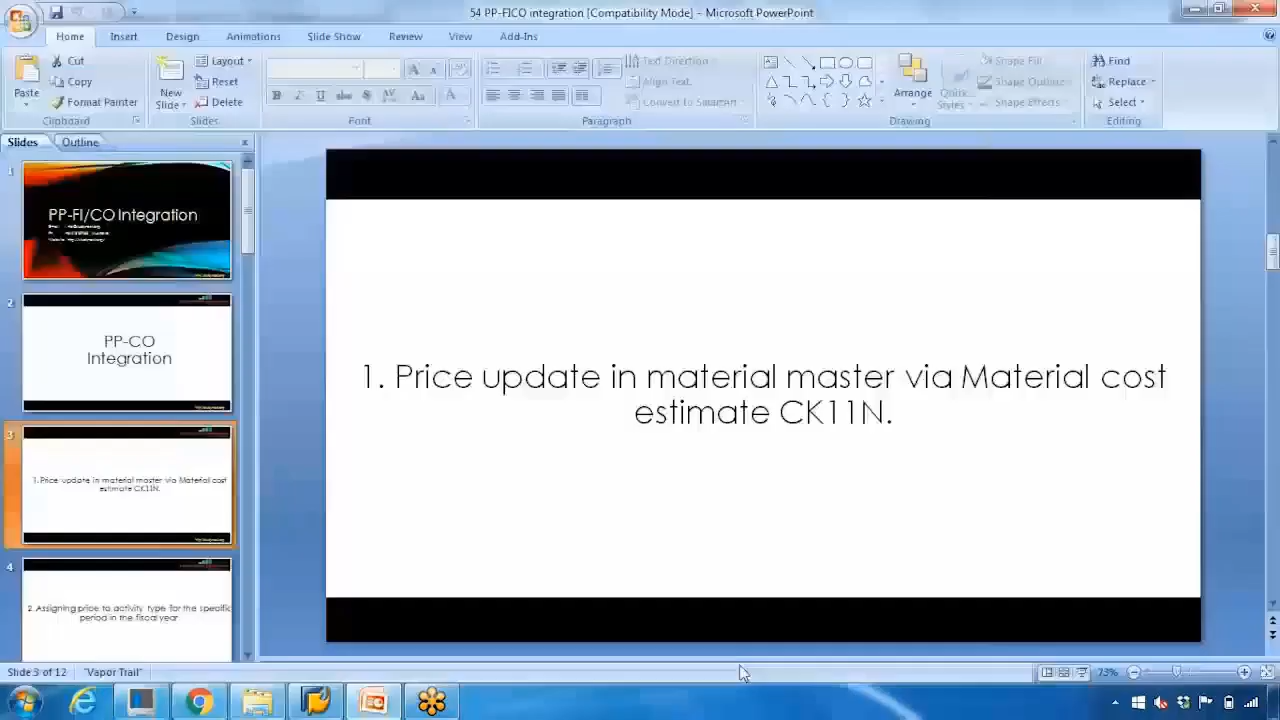 54 PP-FICO integration [Compatibility Mode] - Microsoft PowerPoint
Home Insert Design Animations Slide Show Review View Add-Ins
Paste
Cut
Copy
Format Painter
Clipboard
New Slide
Layout
Reset
Delete
Slides
B I U abc S AV Aa A
Font
Text Direction
Align Text
Convert to SmartArt
Paragraph
Arrange
Quick Styles
Shape Fill
Shape Outline
Shape Effects
Drawing
Find
Replace
Select
Editing
Slides Outline
1
PP-FI/CO Integration
2
PP-CO
Integration
3
1. Price update in material master via Material cost
estimate CK11N.
4
2. Assigning price to activity type for the specific
period in the fiscal year
1. Price update in material master via Material cost
estimate CK11N.
Slide 3 of 12 "Vapor Trail" 73%